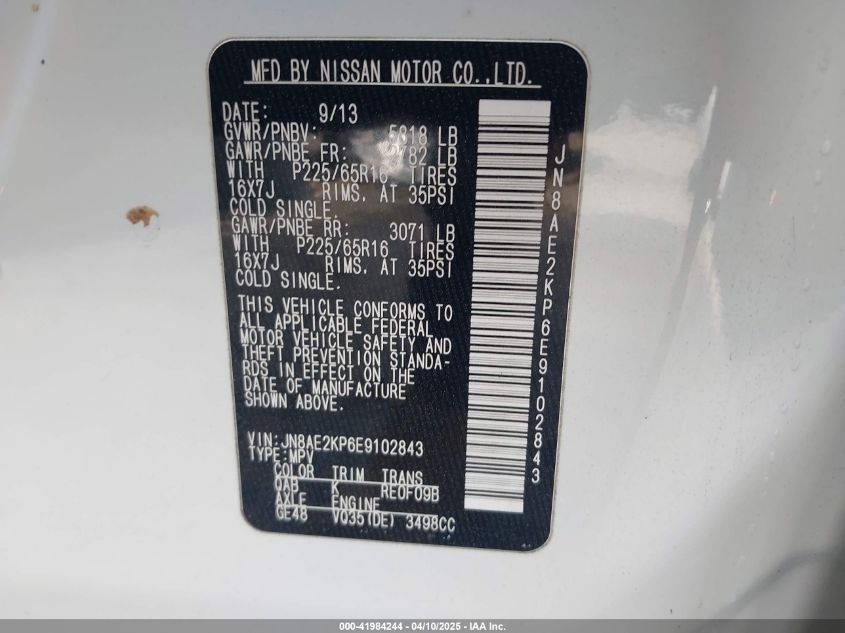 MFD BY NISSAN MOTOR CO.,LTD.
DATE: 9/13
GVWR/PNBV: 5818 LB
GAWR/PNBE FR: 782 LB
WITH P225/65R16 TIRES
16X7J RIMS, AT 35PSI
COLD SINGLE.
GAWR/PNBE RR: 3071 LB
WITH P225/65R16 TIRES
16X7J RIMS, AT 35PSI
COLD SINGLE.
THIS VEHICLE CONFORMS TO
ALL APPLICABLE FEDERAL
MOTOR VEHICLE SAFETY AND
THEFT PREVENTION STANDA-
RDS IN EFFECT ON THE
DATE OF MANUFACTURE
SHOWN ABOVE.
VIN:JN8AE2KP6E9102843
TYPE:MPV
COLOR TRIM TRANS
QAB K RE0F09B
AXLE ENGINE
GE48 VQ35(DE) 3498CC
JN8AE2KP6E9102843
000-41984244 - 04/10/2025 - IAA Inc.